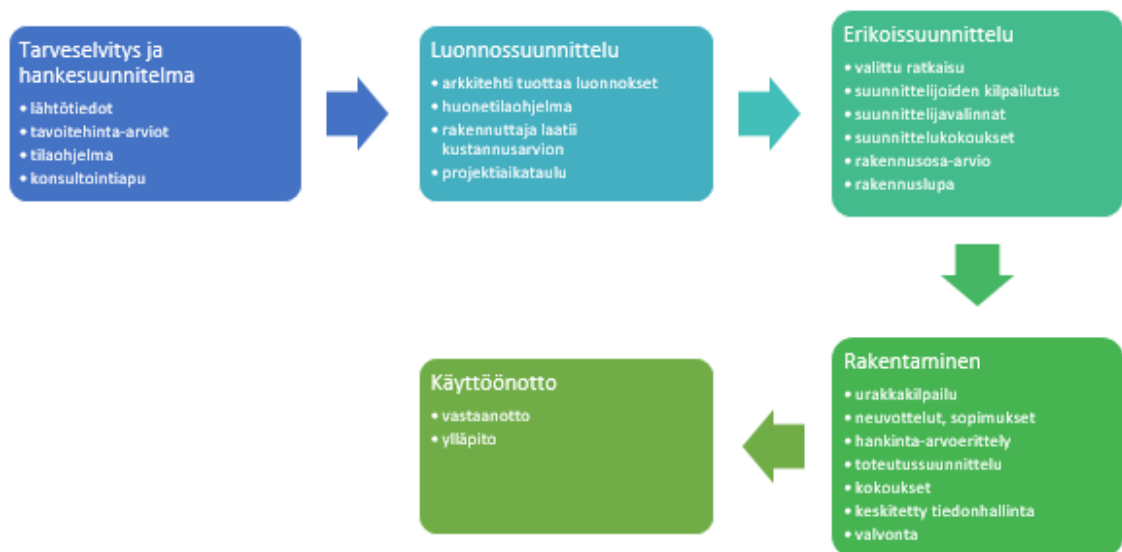 Tarveselvitys ja
hankesuunnitelma
• lähtötiedot
• tavoitehinta-arviot
• tilaohjelma
• konsultointiapu
Luonnossuunnittelu
• arkkitehti tuottaa luonnokset
• huonetilaohjelma
• rakennuttaja laatii
kustannusarvion
• projektiaikataulu
Erikoissuunnittelu
• valittu ratkaisu
• suunnittelijoiden kilpailutus
• suunnittelijavalinnat
• suunnittelukokoukset
• rakennusosa-arvio
• rakennuslupa
Rakentaminen
• urakkakilpailu
• neuvottelut, sopimukset
• hankinta-arvoerittely
• toteutussuunnittelu
• kokoukset
• keskitetty tiedonhallinta
• valvonta
Käyttöönotto
• vastaanotto
• ylläpito